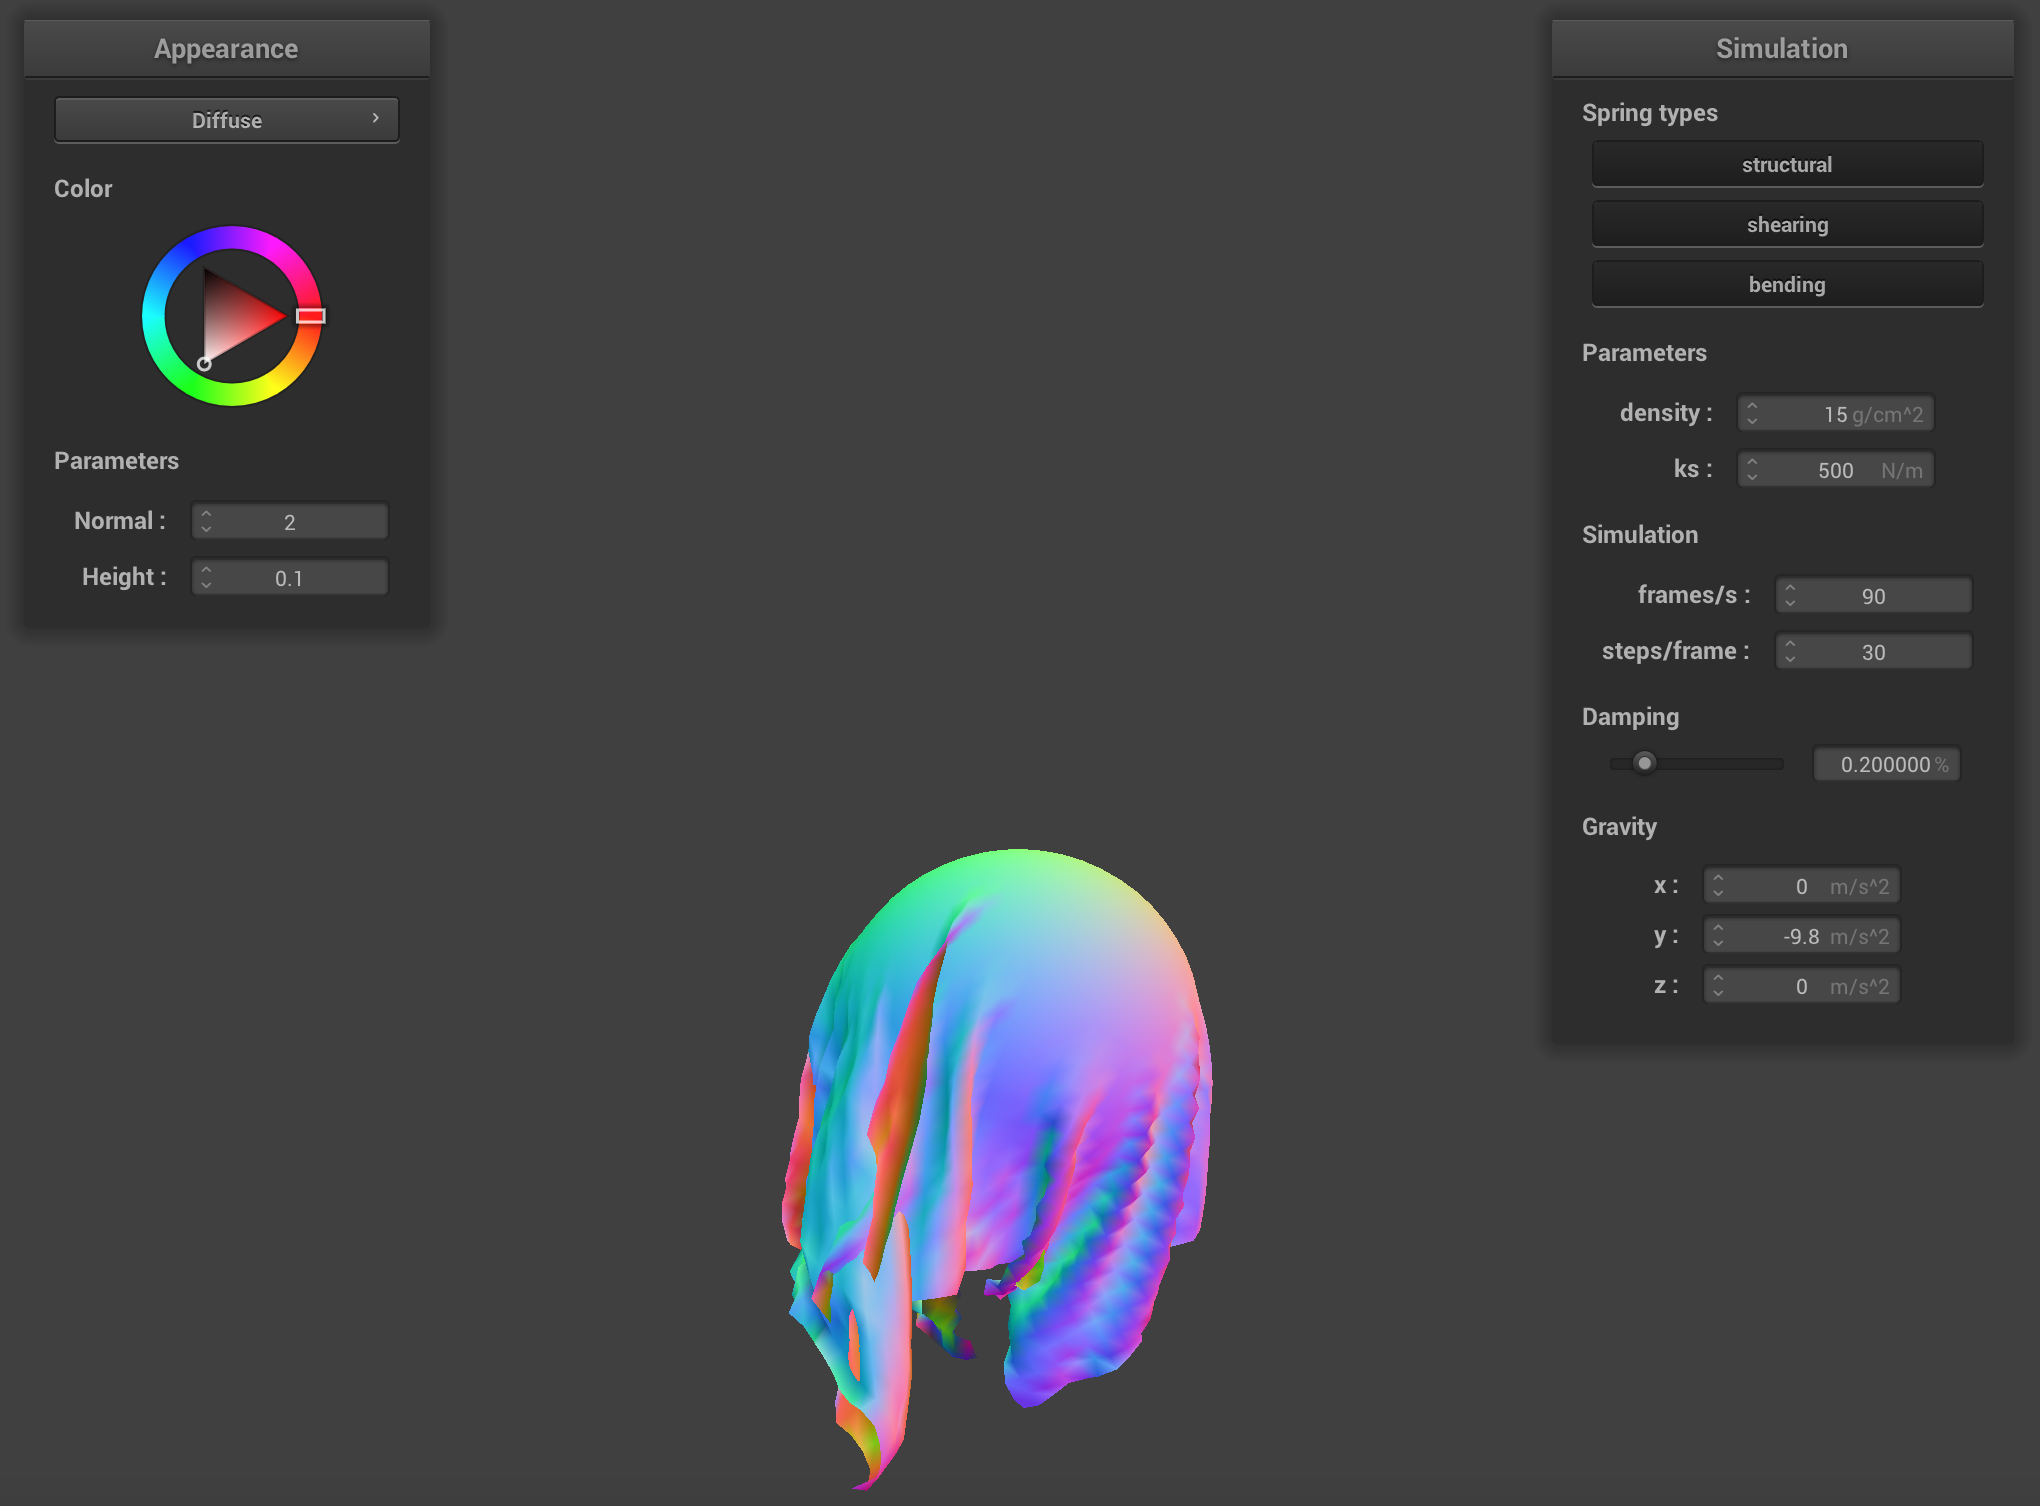 Appearance
Diffuse
Color
Parameters
Normal : 2
Height : 0.1
Simulation
Spring types
structural
shearing
bending
Parameters
density : 15 g/cm^2
ks : 500 N/m
Simulation
frames/s : 90
steps/frame : 30
Damping
0.200000 %
Gravity
x : 0 m/s^2
y : -9.8 m/s^2
z : 0 m/s^2